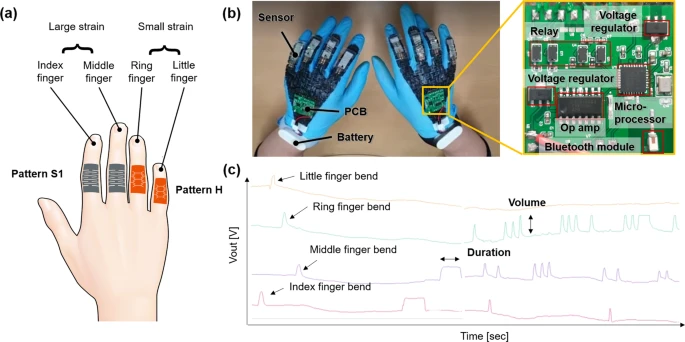 (a)
Large strain
Small strain
Index
finger
Middle
finger
Ring
finger
Little
finger
Pattern S1
Pattern H
(b)
Sensor
PCB
Battery
Relay
Voltage
regulator
Voltage regulator
Micro-
processor
Op amp
Bluetooth module
(c)
Little finger bend
Ring finger bend
Volume
Middle finger bend
Duration
Index finger bend
Vout [V]
Time [sec]